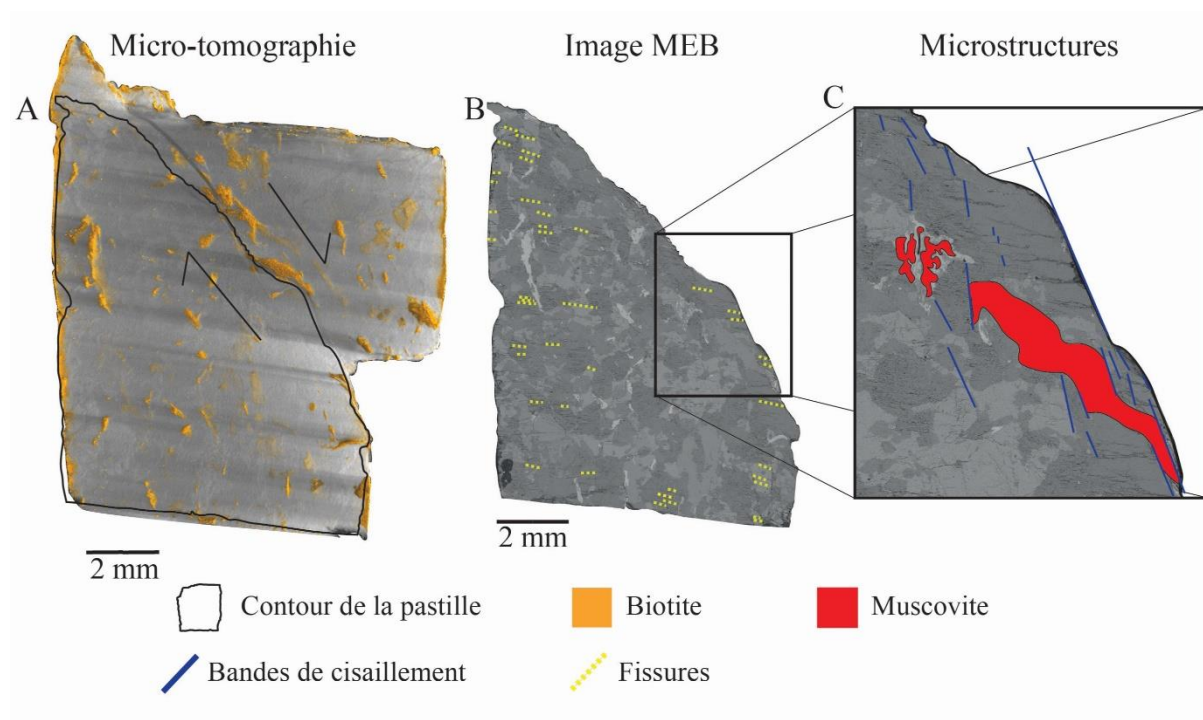 Micro-tomographie
Image MEB
Microstructures
A
B
C
2 mm
2 mm
Contour de la pastille
Biotite
Muscovite
Bandes de cisaillement
Fissures